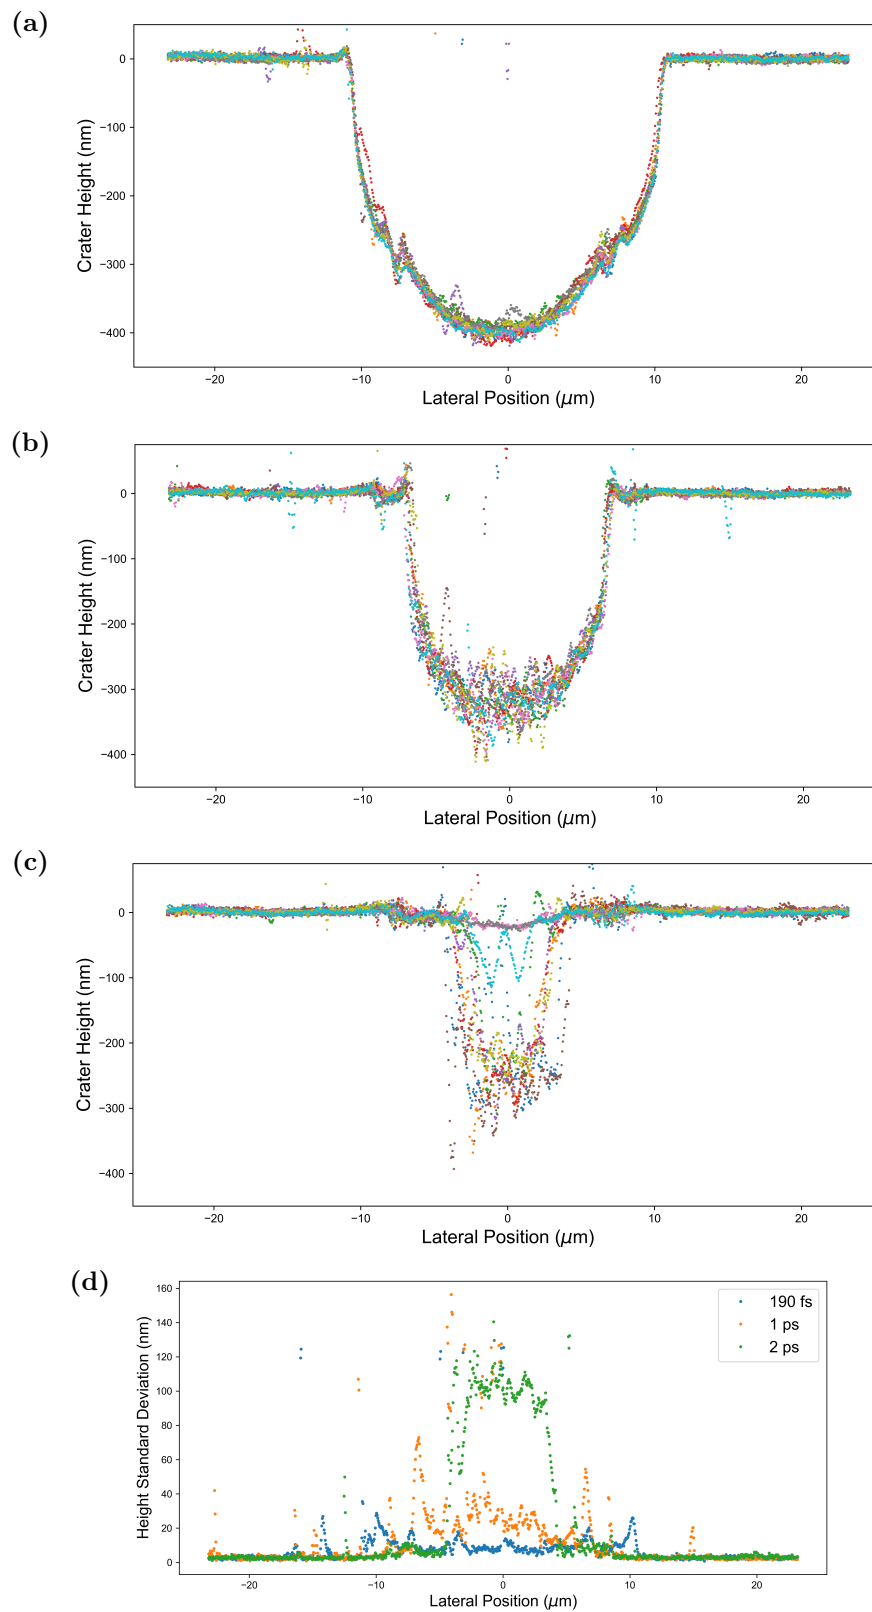 (a)
0
−100
−200
−300
−400
Crater Height (nm)
−20 −10 0 10 20
Lateral Position (μm)
(b)
0
−100
−200
−300
−400
Crater Height (nm)
−20 −10 0 10 20
Lateral Position (μm)
(c)
0
−100
−200
−300
−400
Crater Height (nm)
−20 −10 0 10 20
Lateral Position (μm)
(d)
160
140
120
100
80
60
40
20
0
Height Standard Deviation (nm)
190 fs
1 ps
2 ps
−20 −10 0 10 20
Lateral Position (μm)